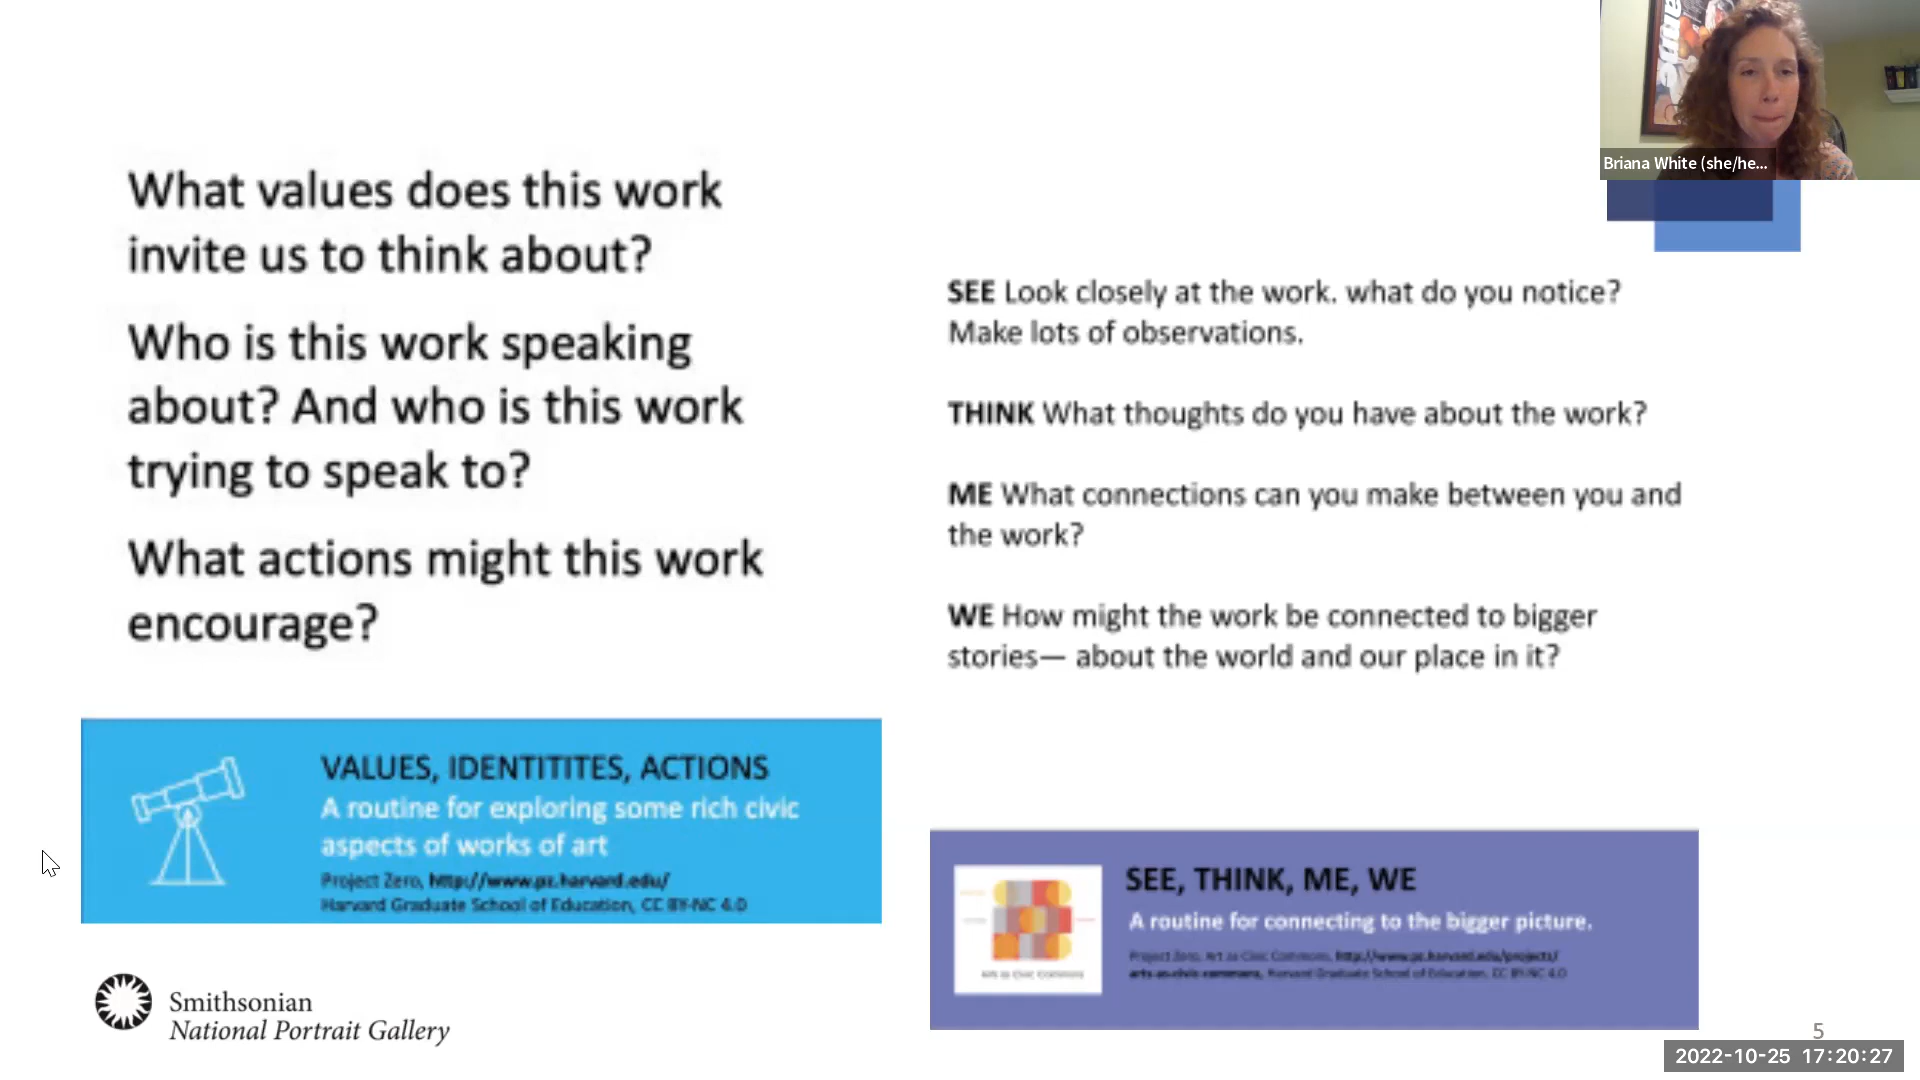 What values does this work
invite us to think about?
Who is this work speaking
about? And who is this work
trying to speak to?
What actions might this work
encourage?
VALUES, IDENTITITES, ACTIONS
A routine for exploring some rich civic
aspects of works of art
Project Zero, http://www.pz.harvard.edu/
Harvard Graduate School of Education, CC BY-NC 4.0
Smithsonian
National Portrait Gallery
Briana White (she/he...
SEE Look closely at the work. what do you notice?
Make lots of observations.
THINK What thoughts do you have about the work?
ME What connections can you make between you and
the work?
WE How might the work be connected to bigger
stories— about the world and our place in it?
Arts as Civic Commons
SEE, THINK, ME, WE
A routine for connecting to the bigger picture.
Project Zero, Art as Civic Commons, http://www.pz.harvard.edu/projects/
arts-as-civic-commons, Harvard Graduate School of Education, CC BY-NC 4.0
5
2022-10-25 17:20:27